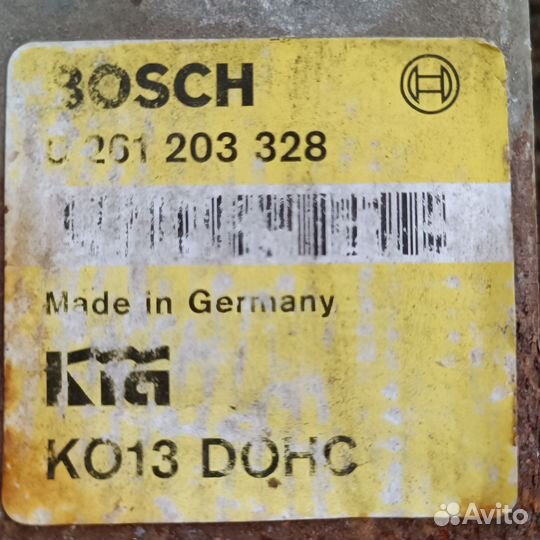 BOSCH
0 261 203 328
Made in Germany
KIA
KO13 DOHC
Avito